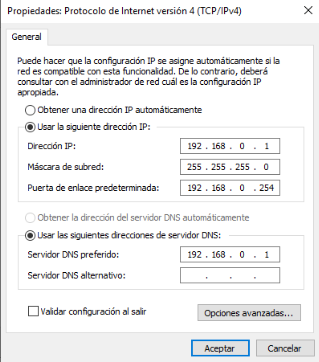 Propiedades: Protocolo de Internet versión 4 (TCP/IPv4)
General
Puede hacer que la configuración IP se asigne automáticamente si la
red es compatible con esta funcionalidad. De lo contrario, deberá
consultar con el administrador de red cuál es la configuración IP
apropiada.
Obtener una dirección IP automáticamente
Usar la siguiente dirección IP:
Dirección IP: 192 . 168 . 0 . 1
Máscara de subred: 255 . 255 . 255 . 0
Puerta de enlace predeterminada: 192 . 168 . 0 . 254
Obtener la dirección del servidor DNS automáticamente
Usar las siguientes direcciones de servidor DNS:
Servidor DNS preferido: 192 . 168 . 0 . 1
Servidor DNS alternativo: . . .
Validar configuración al salir
Opciones avanzadas...
Aceptar Cancelar